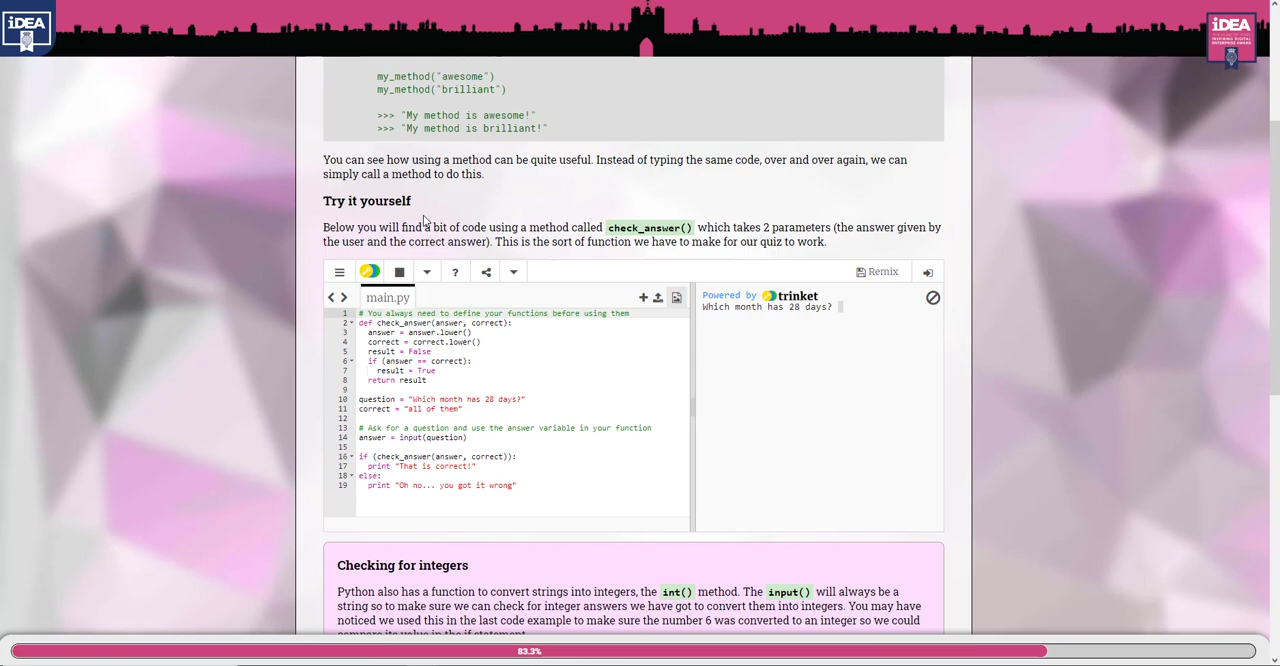 iDEA
iDEA
INSPIRING DIGITAL
ENTERPRISE AWARD
my_method("awesome")
my_method("brilliant")
>>> "My method is awesome!"
>>> "My method is brilliant!"
You can see how using a method can be quite useful. Instead of typing the same code, over and over again, we can
simply call a method to do this.
Try it yourself
Below you will find a bit of code using a method called check_answer() which takes 2 parameters (the answer given by
the user and the correct answer). This is the sort of function we have to make for our quiz to work.
? Remix
main.py
1 # You always need to define your functions before using them
2 def check_answer(answer, correct):
3 answer = answer.lower()
4 correct = correct.lower()
5 result = False
6 if (answer == correct):
7 result = True
8 return result
9
10 question = "Which month has 28 days?"
11 correct = "all of them"
12
13 # Ask for a question and use the answer variable in your function
14 answer = input(question)
15
16 if (check_answer(answer, correct)):
17 print "That is correct!"
18 else:
19 print "Oh no... you got it wrong"
Powered by trinket
Which month has 28 days?
Checking for integers
Python also has a function to convert strings into integers, the int() method. The input() will always be a
string so to make sure we can check for integer answers we have got to convert them into integers. You may have
noticed we used this in the last code example to make sure the number 6 was converted to an integer so we could
compare its value in the if statement.
83.3%